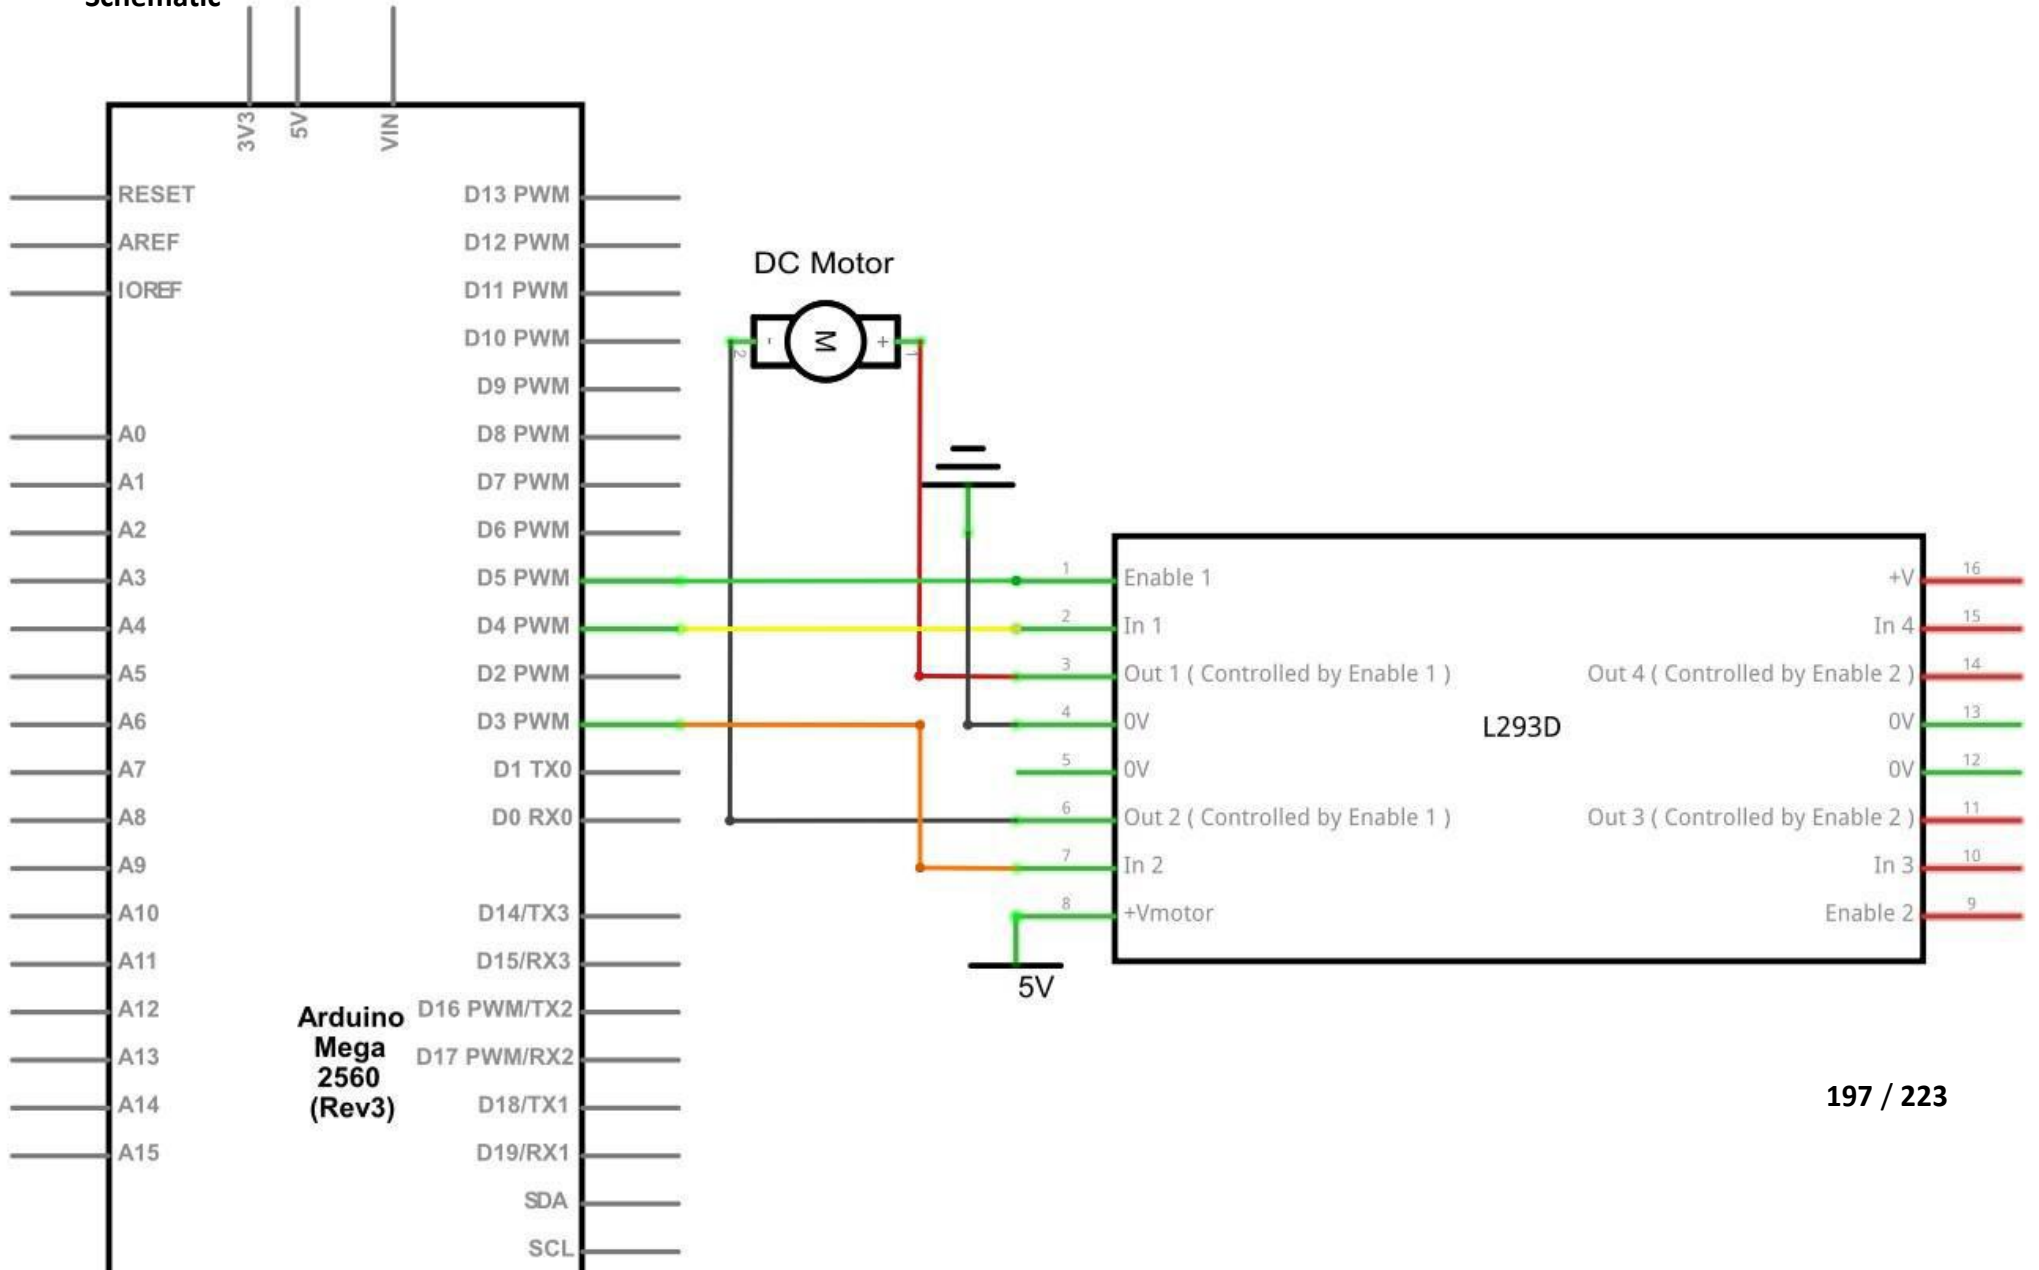 Schematic
3V3
5V
VIN
RESET
AREF
IOREF
A0
A1
A2
A3
A4
A5
A6
A7
A8
A9
A10
A11
A12
A13
A14
A15
D13 PWM
D12 PWM
D11 PWM
D10 PWM
D9 PWM
D8 PWM
D7 PWM
D6 PWM
D5 PWM
D4 PWM
D2 PWM
D3 PWM
D1 TX0
D0 RX0
D14/TX3
D15/RX3
D16 PWM/TX2
D17 PWM/RX2
D18/TX1
D19/RX1
SDA
SCL
Arduino
Mega
2560
(Rev3)
DC Motor
2
-
M
+
1
1 Enable 1
2 In 1
3 Out 1 ( Controlled by Enable 1 )
4 0V
5 0V
6 Out 2 ( Controlled by Enable 1 )
7 In 2
8 +Vmotor
5V
L293D
+V 16
In 4 15
Out 4 ( Controlled by Enable 2 ) 14
0V 13
0V 12
Out 3 ( Controlled by Enable 2 ) 11
In 3 10
Enable 2 9
197 / 223